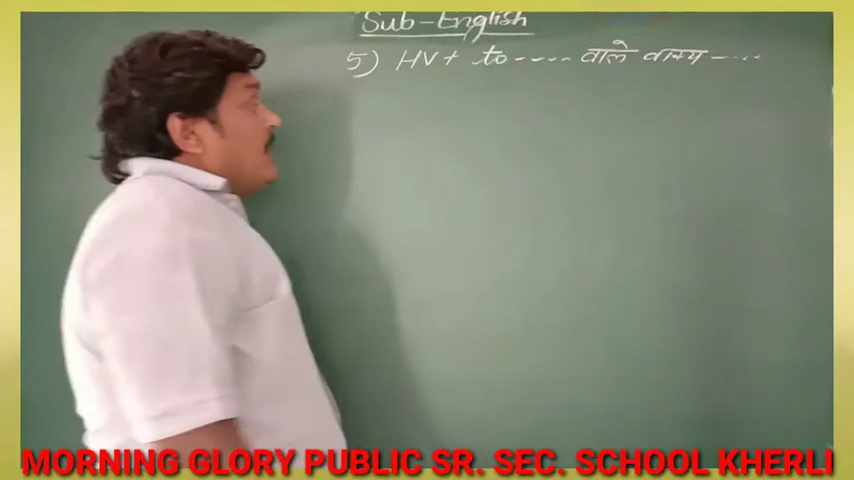 Sub-English
5) HV+ to----- वाले वाक्य -----
MORNING GLORY PUBLIC SR. SEC. SCHOOL KHERLI